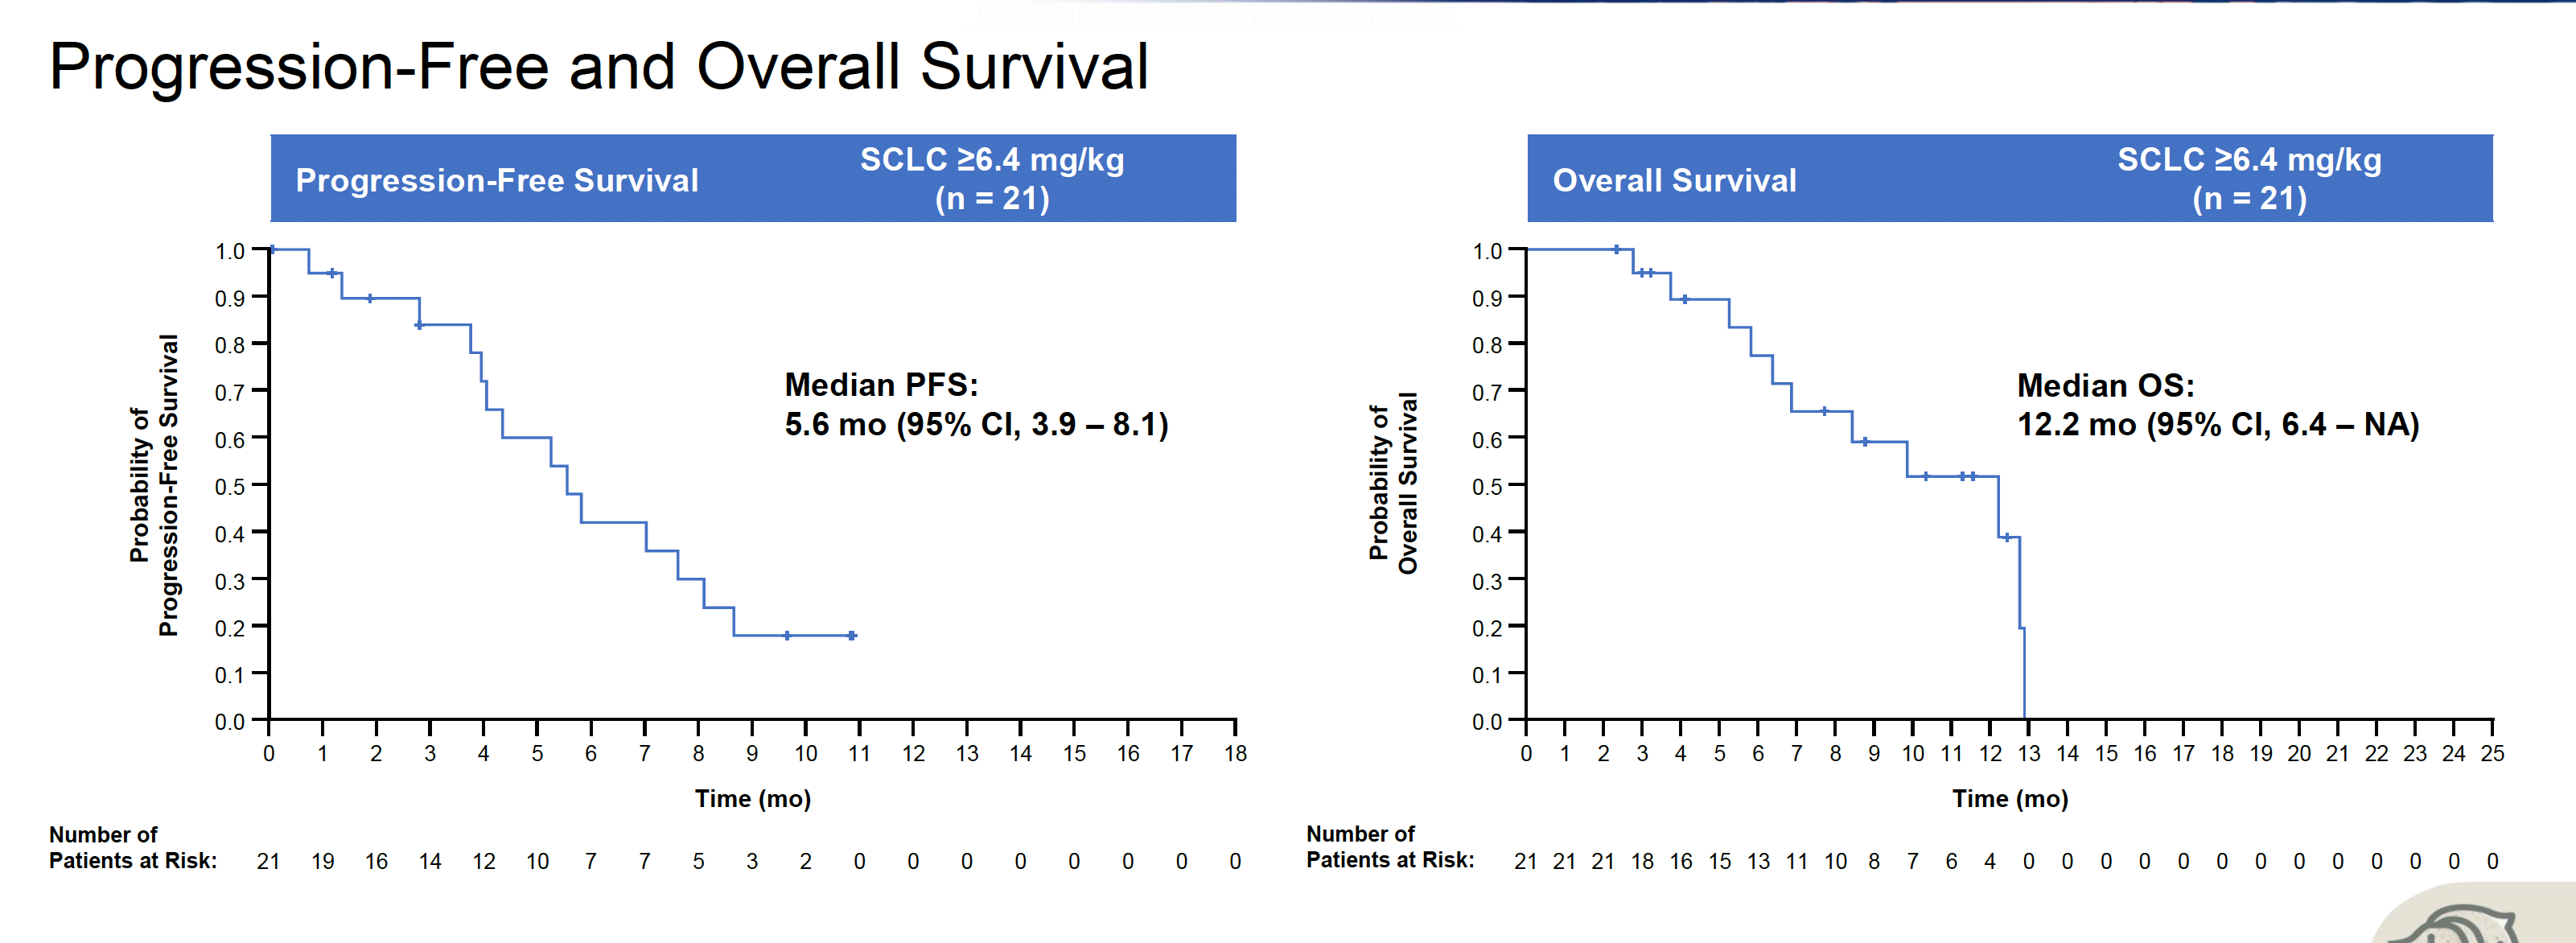 Progression-Free and Overall Survival
Progression-Free Survival
SCLC ≥6.4 mg/kg
(n = 21)
Probability of
Progression-Free Survival
1.0
0.9
0.8
0.7
0.6
0.5
0.4
0.3
0.2
0.1
0.0
Median PFS:
5.6 mo (95% CI, 3.9 – 8.1)
0 1 2 3 4 5 6 7 8 9 10 11 12 13 14 15 16 17 18
Time (mo)
Number of
Patients at Risk: 21 19 16 14 12 10 7 7 5 3 2 0 0 0 0 0 0 0 0
Overall Survival
SCLC ≥6.4 mg/kg
(n = 21)
Probability of
Overall Survival
1.0
0.9
0.8
0.7
0.6
0.5
0.4
0.3
0.2
0.1
0.0
Median OS:
12.2 mo (95% CI, 6.4 – NA)
0 1 2 3 4 5 6 7 8 9 10 11 12 13 14 15 16 17 18 19 20 21 22 23 24 25
Time (mo)
Number of
Patients at Risk: 21 21 21 18 16 15 13 11 10 8 7 6 4 0 0 0 0 0 0 0 0 0 0 0 0 0